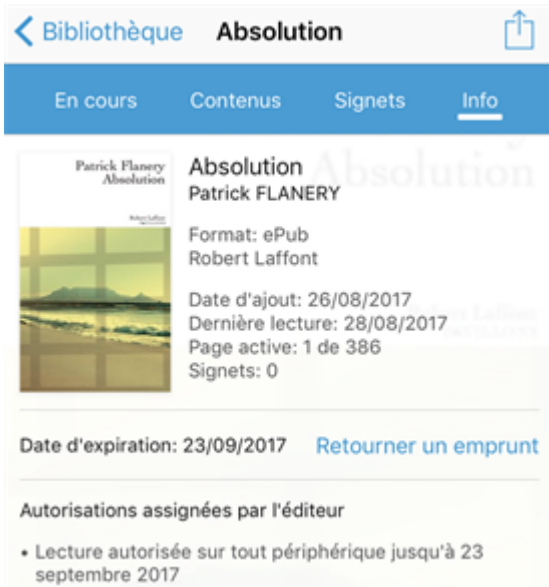 Bibliothèque Absolution
En cours Contenus Signets Info
Patrick Flanery
Absolution
Robert Laffont
Absolution
Patrick FLANERY
Format: ePub
Robert Laffont
Date d'ajout: 26/08/2017
Dernière lecture: 28/08/2017
Page active: 1 de 386
Signets: 0
Date d'expiration: 23/09/2017 Retourner un emprunt
Autorisations assignées par l'éditeur
• Lecture autorisée sur tout périphérique jusqu'à 23
septembre 2017